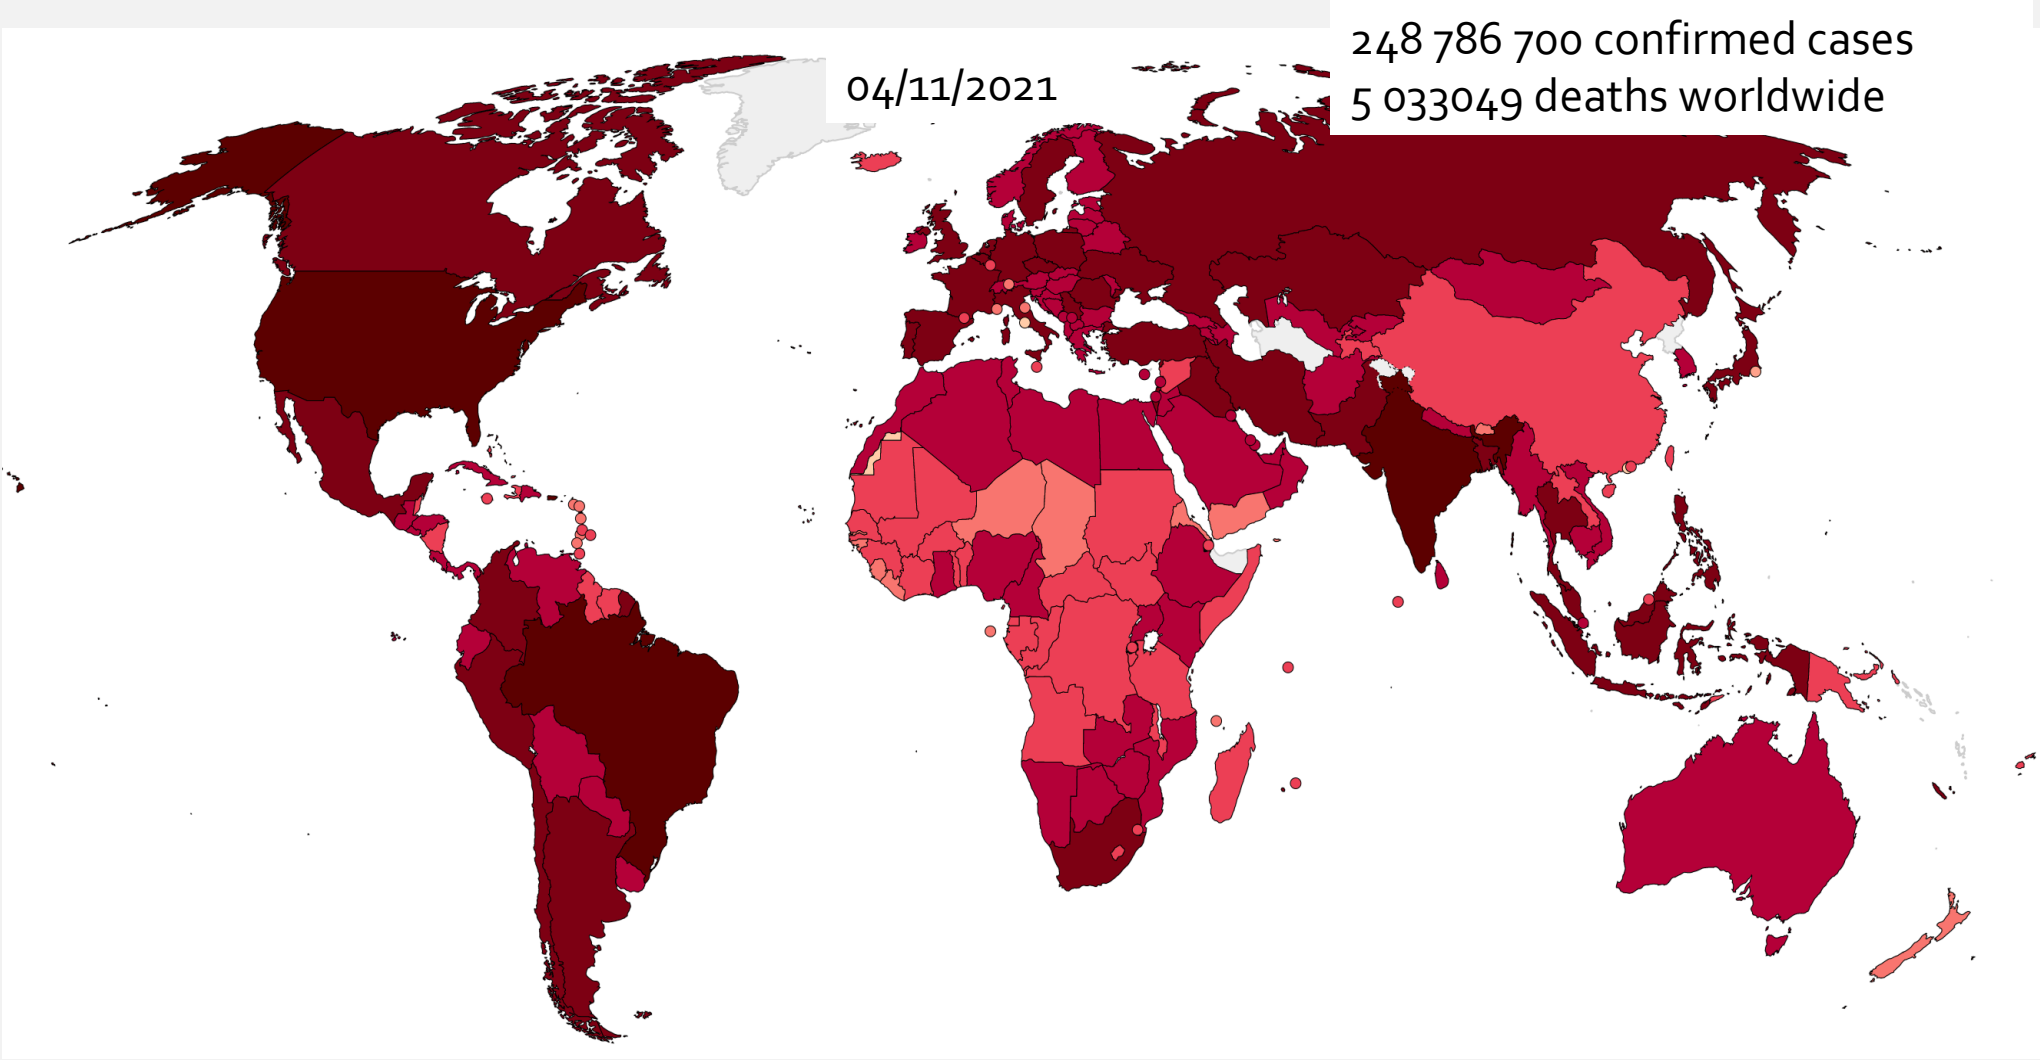 248 786 700 confirmed cases
04/11/2021
5 033049 deaths worldwide